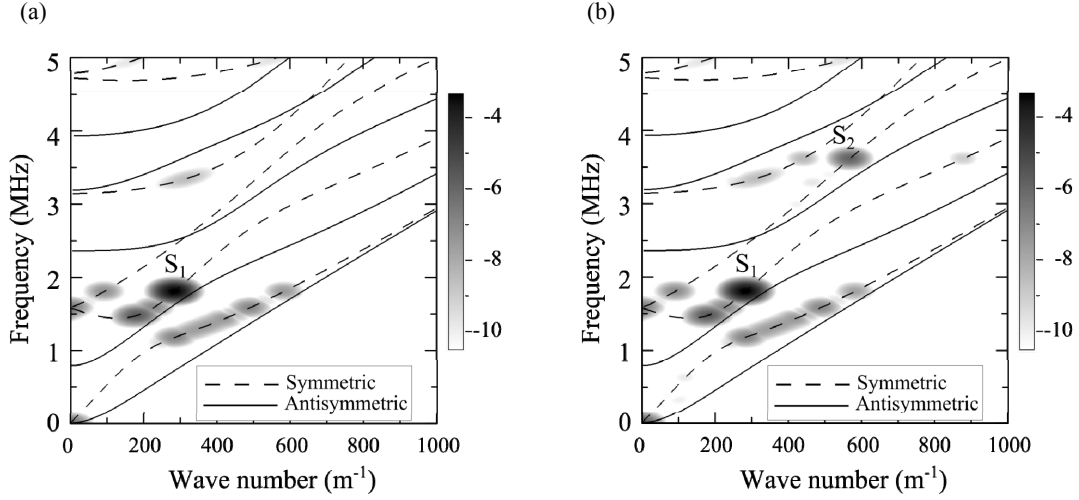 (a)
5
4
3
2
1
0
Frequency (MHz)
S1
Symmetric
Antisymmetric
0 200 400 600 800 1000
Wave number (m-1)
-4
-6
-8
-10
(b)
5
4
3
2
1
0
Frequency (MHz)
S2
S1
Symmetric
Antisymmetric
0 200 400 600 800 1000
Wave number (m-1)
-4
-6
-8
-10